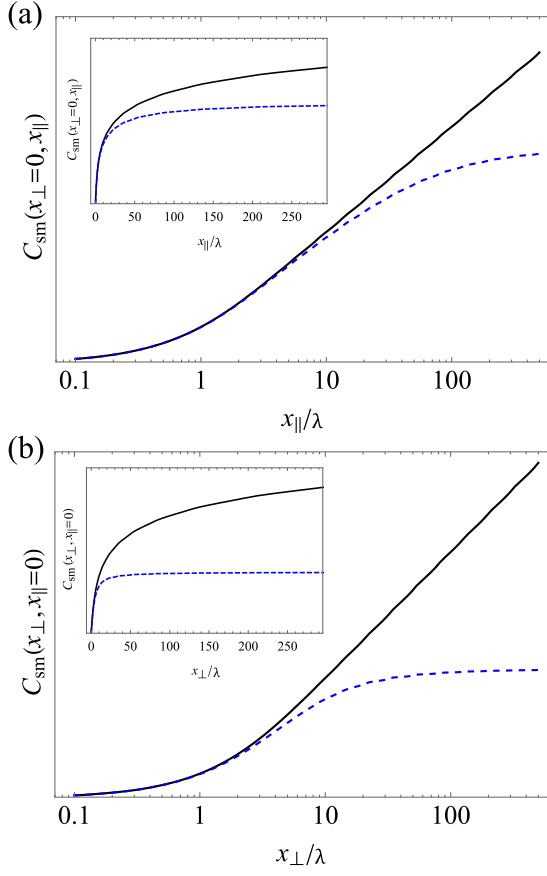 (a)
C_sm(x_⊥=0,x_∥)
C_sm(x_⊥=0,x_∥)
0 50 100 150 200 250
x_∥/λ
0.1 1 10 100
x_∥/λ
(b)
C_sm(x_⊥,x_∥=0)
C_sm(x_⊥,x_∥=0)
0 50 100 150 200 250
x_⊥/λ
0.1 1 10 100
x_⊥/λ